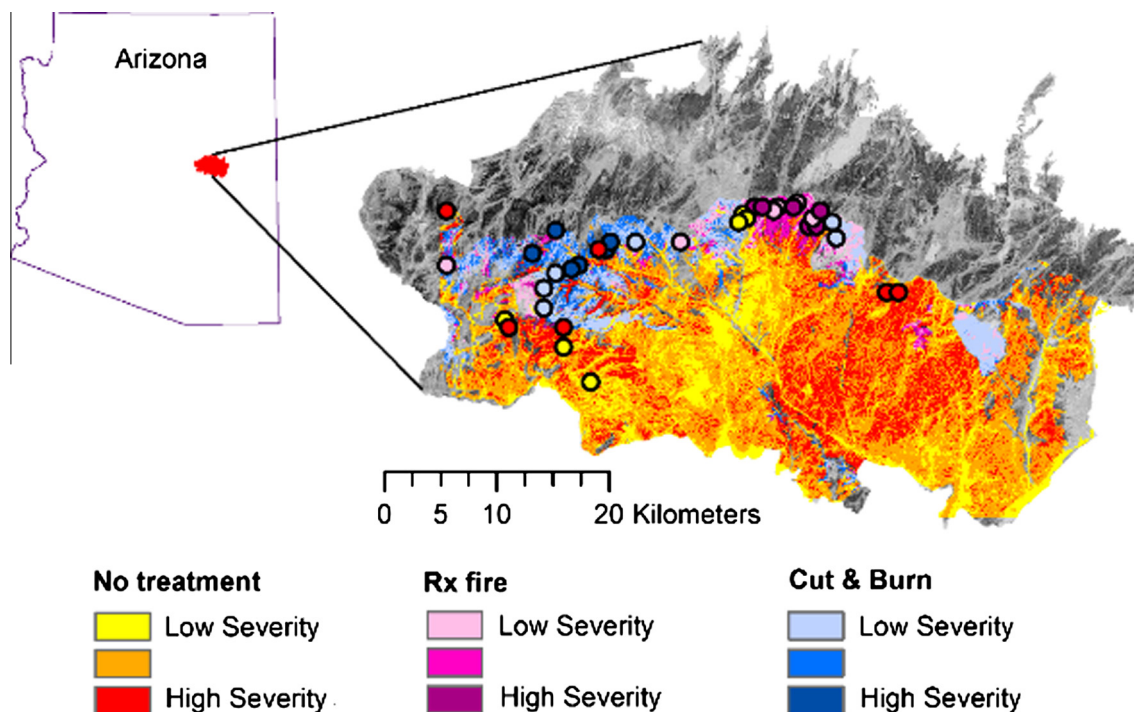 Arizona
0 5 10 20 Kilometers
No treatment
Low Severity
High Severity
Rx fire
Low Severity
High Severity
Cut & Burn
Low Severity
High Severity